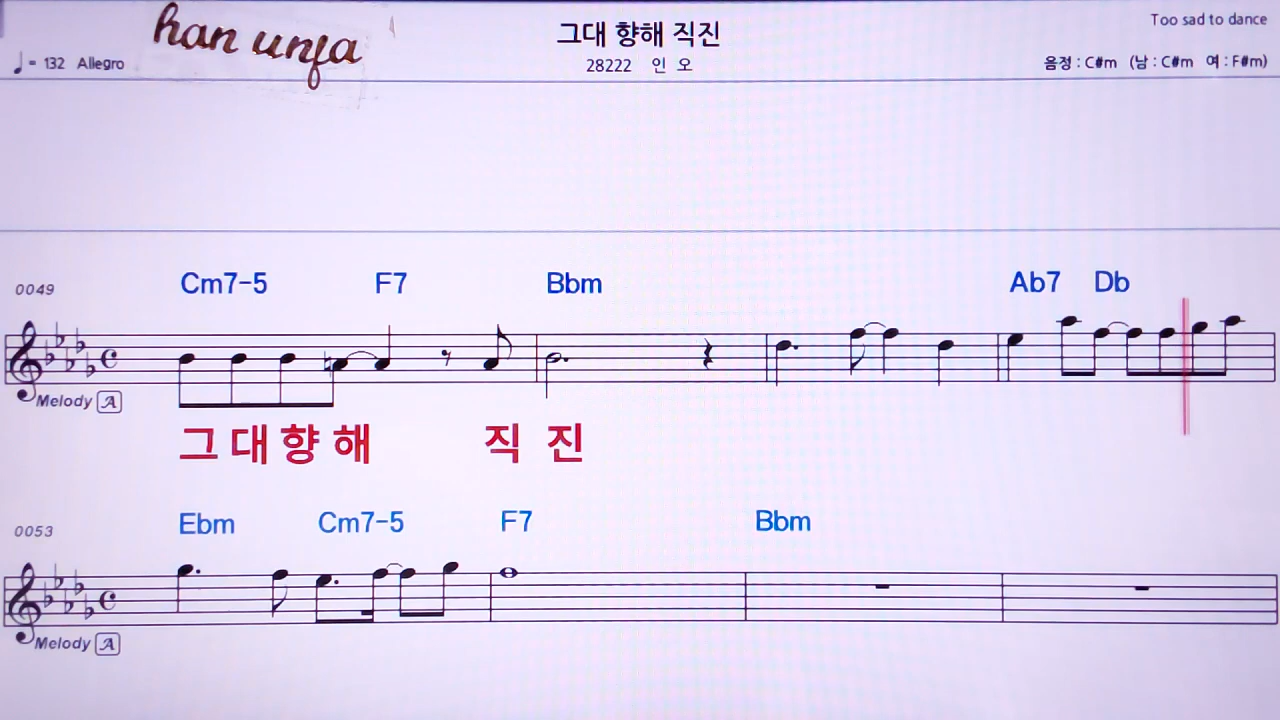 han unfa
그대 향해 직진
Too sad to dance
♩= 132 Allegro
28222 인 오
음정 : C#m (남 : C#m 여 : F#m)
0049
Cm7-5 F7 Bbm Ab7 Db
Melody A
그 대 향 해 직 진
0053
Ebm Cm7-5 F7 Bbm
Melody A